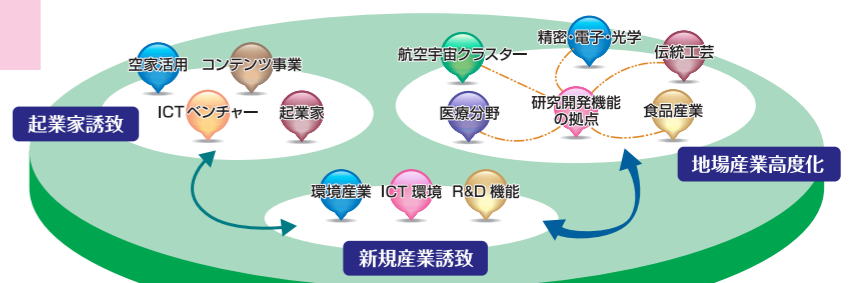 空家活用
コンテンツ事業
ICTベンチャー
起業家
起業家誘致
航空宇宙クラスター
精密・電子・光学
伝統工芸
医療分野
研究開発機能
の拠点
食品産業
地場産業高度化
環境産業
ICT 環境
R&D 機能
新規産業誘致